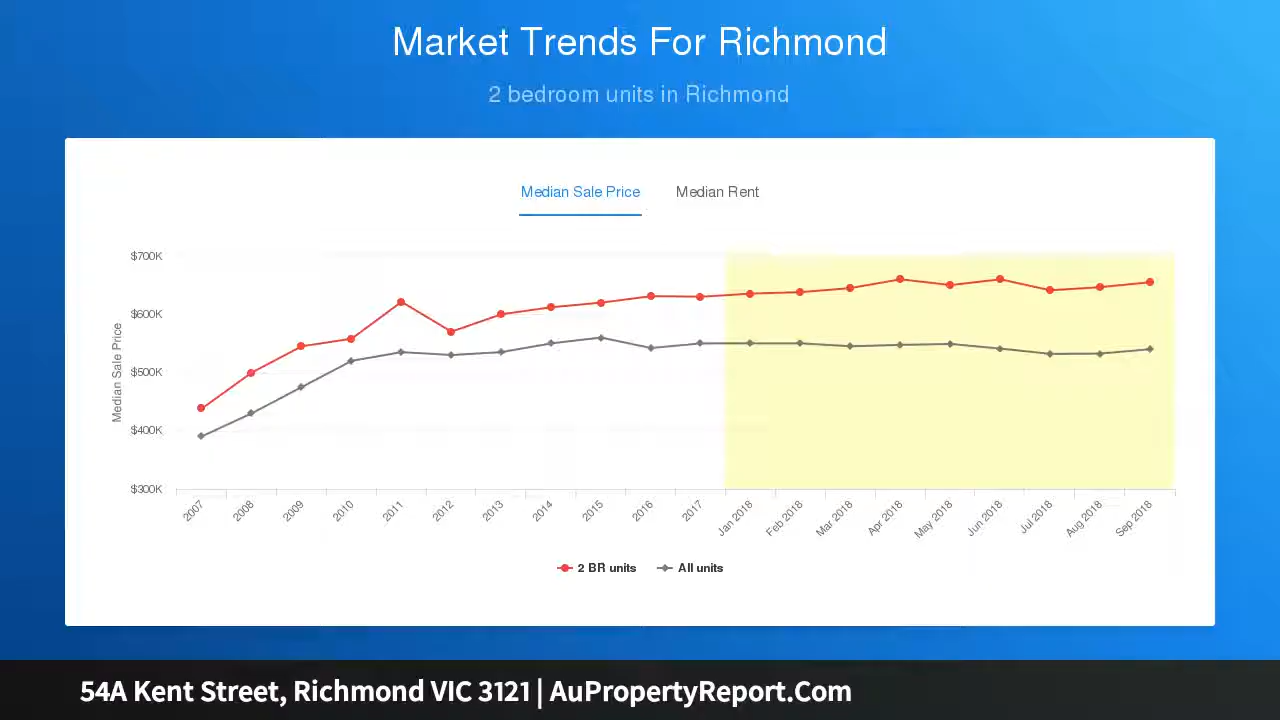 Market Trends For Richmond
2 bedroom units in Richmond
Median Sale Price Median Rent
Median Sale Price
$700K
$600K
$500K
$400K
$300K
2007 2008 2009 2010 2011 2012 2013 2014 2015 2016 2017 Jan 2018 Feb 2018 Mar 2018 Apr 2018 May 2018 Jun 2018 Jul 2018 Aug 2018 Sep 2018
2 BR units All units
54A Kent Street, Richmond VIC 3121 | AuPropertyReport.Com